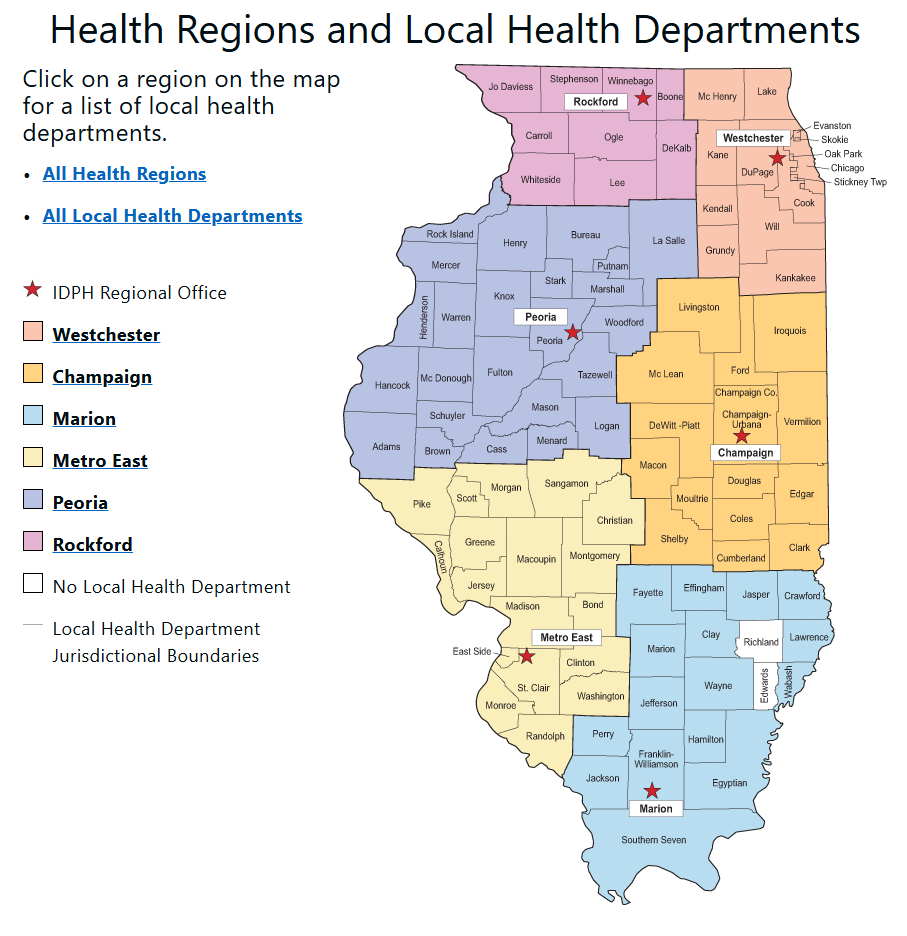 Health Regions and Local Health Departments
Click on a region on the map
for a list of local health
departments.
• All Health Regions
• All Local Health Departments
IDPH Regional Office
Westchester
Champaign
Marion
Metro East
Peoria
Rockford
No Local Health Department
Local Health Department
Jurisdictional Boundaries
Jo Daviess
Stephenson
Winnebago
Rockford
Boone
Mc Henry
Lake
Carroll
Ogle
DeKalb
Whiteside
Lee
Westchester
Evanston
Skokie
Oak Park
Chicago
Stickney Twp
Kane
DuPage
Cook
Kendall
Will
Grundy
Kankakee
Rock Island
Henry
Bureau
La Salle
Mercer
Putnam
Stark
Marshall
Henderson
Warren
Knox
Peoria
Peoria
Woodford
Livingston
Iroquois
Hancock
Mc Donough
Fulton
Tazewell
Mc Lean
Ford
Champaign Co.
Schuyler
Mason
Logan
DeWitt -Piatt
Champaign-
Urbana
Vermilion
Adams
Brown
Cass
Menard
Champaign
Macon
Douglas
Edgar
Pike
Scott
Morgan
Sangamon
Christian
Moultrie
Coles
Shelby
Cumberland
Clark
Calhoun
Greene
Macoupin
Montgomery
Jersey
Madison
Bond
Fayette
Effingham
Jasper
Crawford
Metro East
East Side
Clinton
Marion
Clay
Richland
Lawrence
St. Clair
Washington
Wayne
Edwards
Wabash
Monroe
Jefferson
Randolph
Perry
Franklin-
Williamson
Hamilton
Jackson
Egyptian
Marion
Southern Seven